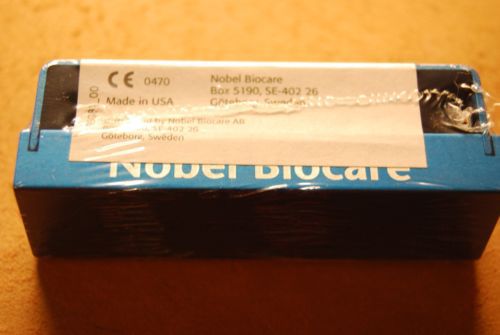 CE 0470
Nobel Biocare
Box 5190, SE-402 26
Göteborg, Sweden
Made in USA
by Nobel Biocare AB
SE-402 26
Göteborg, Sweden
Nobel Biocare